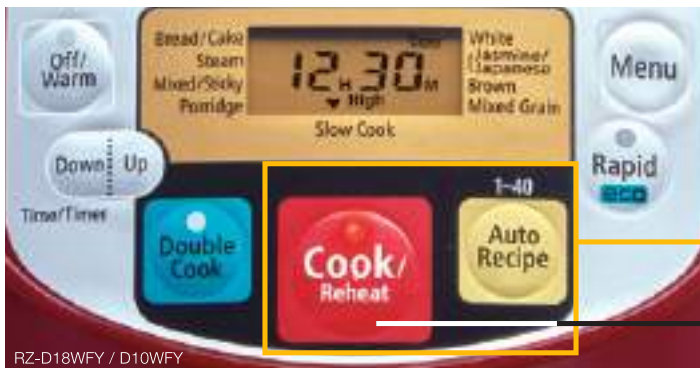 Off/
Warm
Bread/Cake
Steam
Mixed/Sticky
Porridge
12H30M
High
White
(Jasmine/
Japanese
Brown
Mixed Grain
Slow Cook
Menu
Down Up
Time/Timer
Rapid
eco
Double
Cook
Cook/
Reheat
1~40
Auto
Recipe
RZ-D18WFY / D10WFY